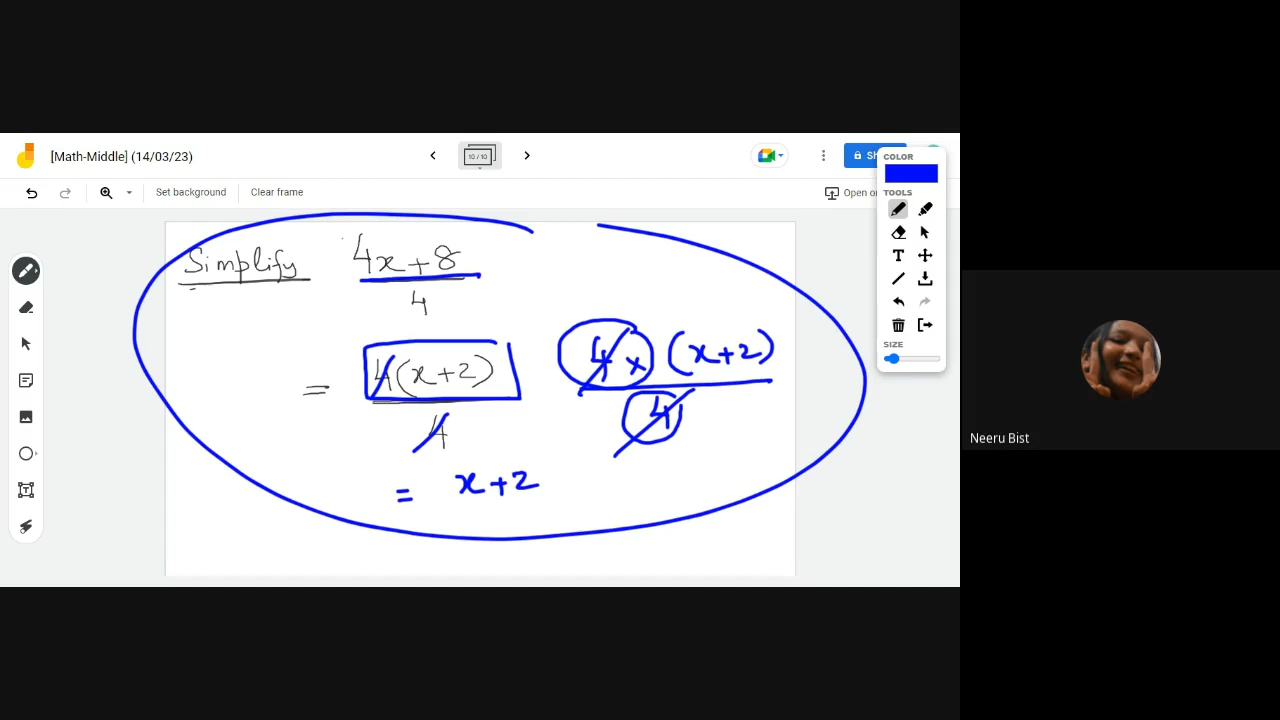 [Math-Middle] (14/03/23)
10 / 10
Sh
COLOR
TOOLS
SIZE
Set background
Clear frame
Open o
Simplify 4x+8
4
= 4(x+2)
4
4 x (x+2)
4
= x+2
Neeru Bist